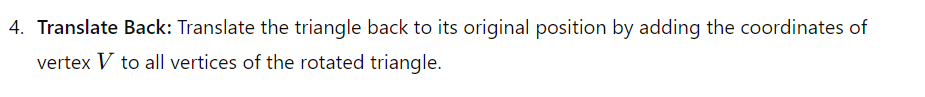 4. Translate Back: Translate the triangle back to its original position by adding the coordinates of
vertex V to all vertices of the rotated triangle.